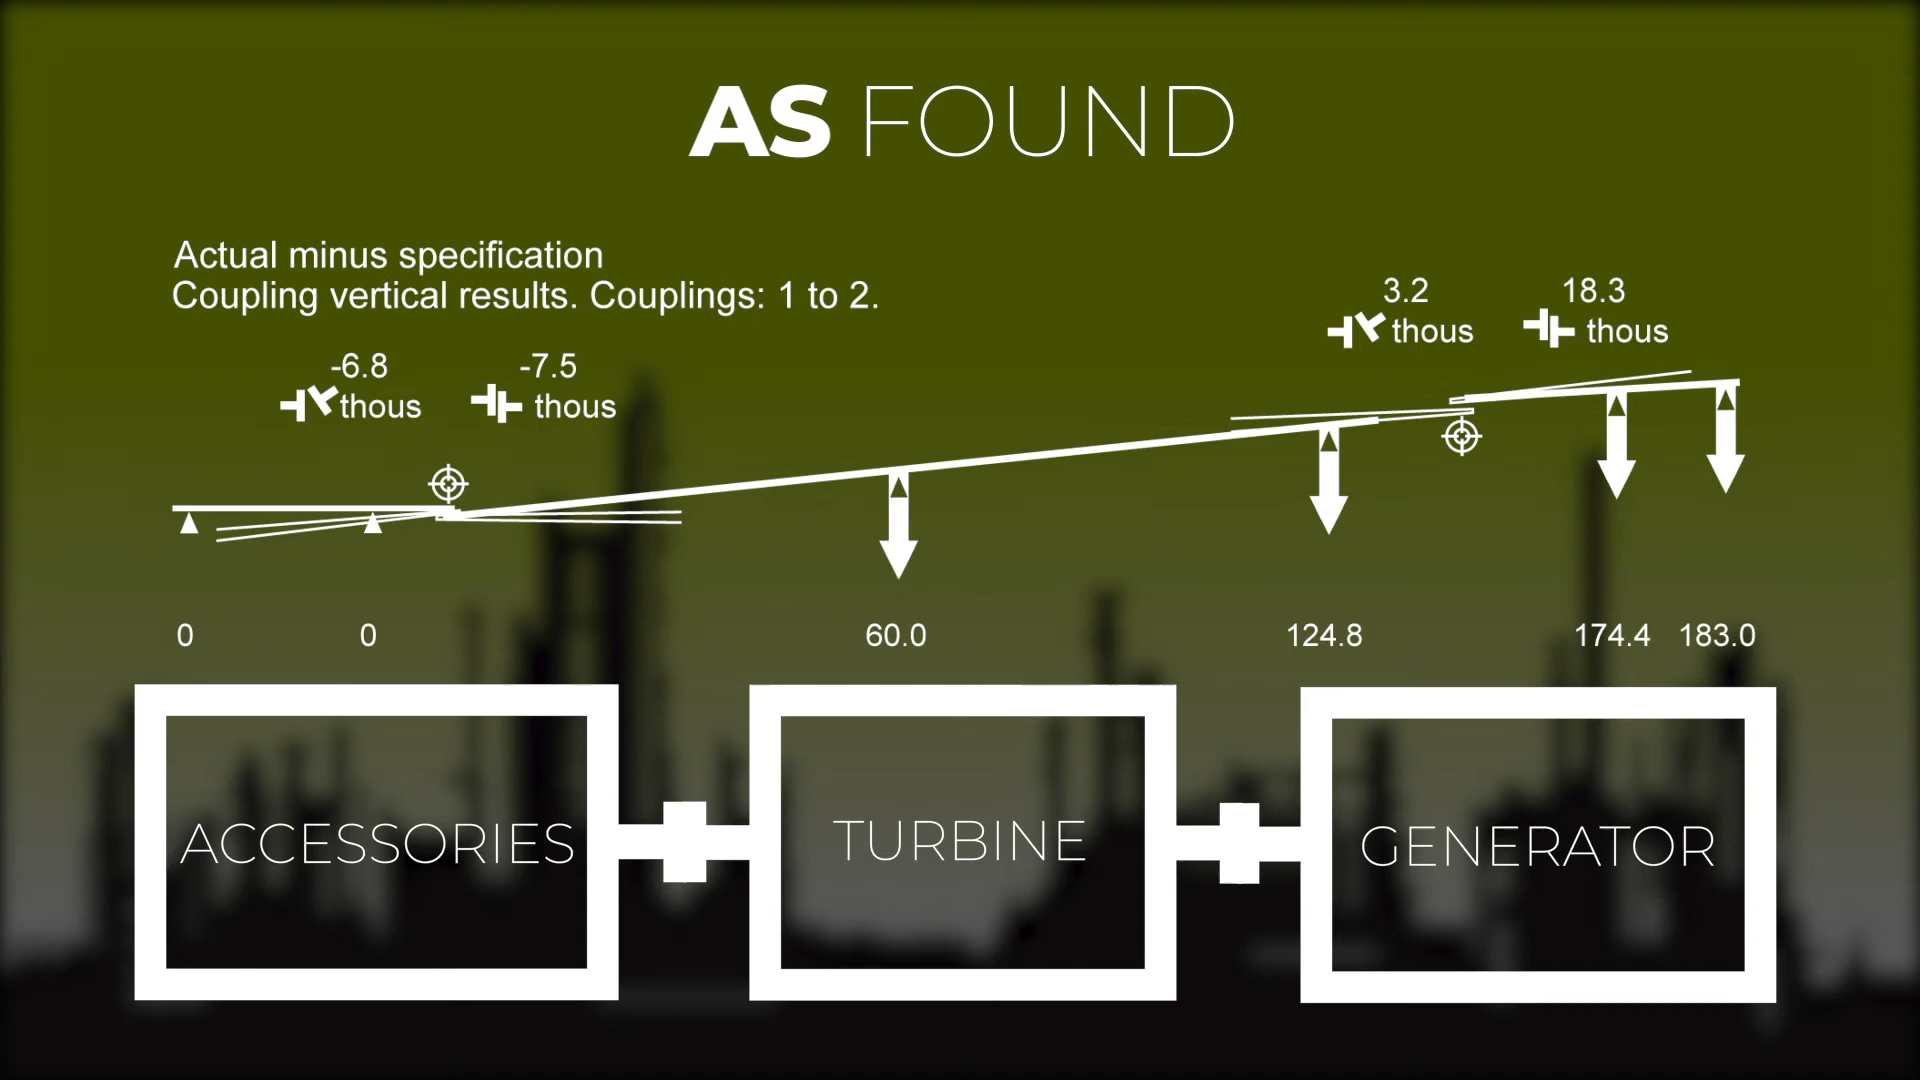 AS FOUND
Actual minus specification
Coupling vertical results. Couplings: 1 to 2.
-6.8
thous
-7.5
thous
3.2
thous
18.3
thous
0
0
60.0
124.8
174.4
183.0
ACCESSORIES
TURBINE
GENERATOR